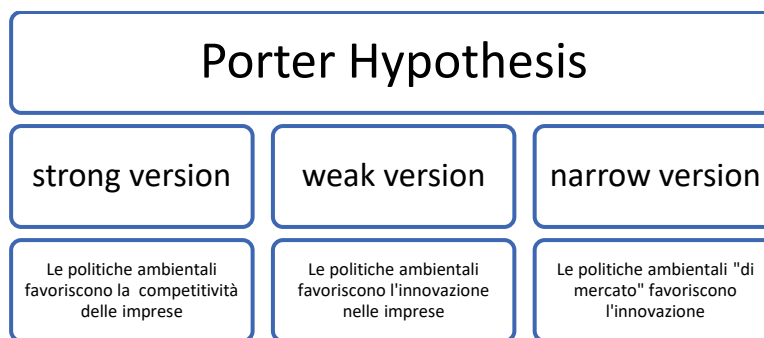 Porter Hypothesis
strong version
weak version
narrow version
Le politiche ambientali
favoriscono la competitività
delle imprese
Le politiche ambientali
favoriscono l'innovazione
nelle imprese
Le politiche ambientali "di
mercato" favoriscono
l'innovazione